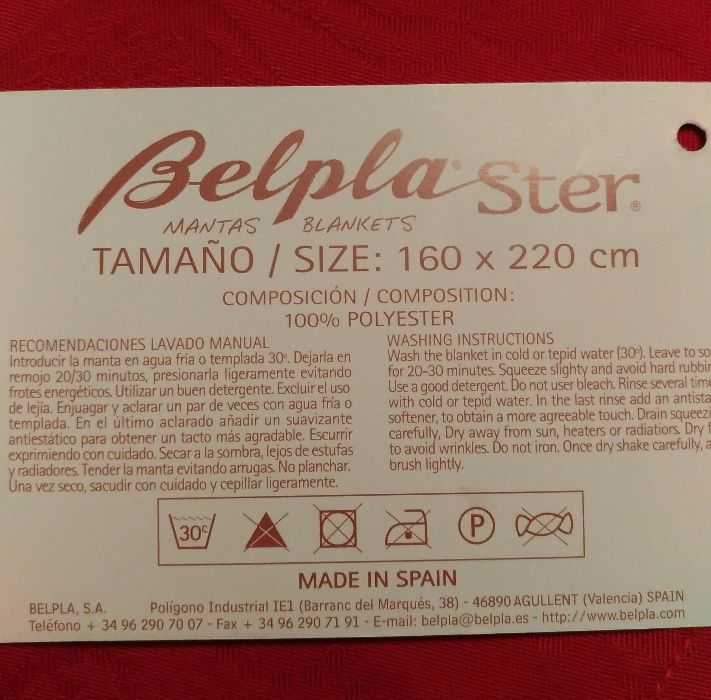 Belpla® Ster®
MANTAS BLANKETS
TAMAÑO / SIZE: 160 x 220 cm
COMPOSICIÓN / COMPOSITION:
100% POLYESTER
RECOMENDACIONES LAVADO MANUAL
Introducir la manta en agua fría o templada 30º. Dejarla en
remojo 20/30 minutos, presionarla ligeramente evitando
frotes energéticos. Utilizar un buen detergente. Excluir el uso
de lejía. Enjuagar y aclarar un par de veces con agua fría o
templada. En el último aclarado añadir un suavizante
antiestático para obtener un tacto más agradable. Escurrir
exprimiendo con cuidado. Secar a la sombra, lejos de estufas
y radiadores. Tender la manta evitando arrugas. No planchar.
Una vez seco, sacudir con cuidado y cepillar ligeramente.
WASHING INSTRUCTIONS
Wash the blanket in cold or tepid water (30º). Leave to so
for 20-30 minutes. Squeeze slighty and avoid hard rubbin
Use a good detergent. Do not user bleach. Rinse several time
with cold or tepid water. In the last rinse add an antista
softener, to obtain a more agreeable touch. Drain squeezi
carefully, Dry away from sun, heaters or radiatiors. Dry f
to avoid wrinkles. Do not iron. Once dry shake carefully, a
brush lightly.
30º P
MADE IN SPAIN
BELPLA, S.A. Polígono Industrial IE1 (Barranc del Marqués, 38) - 46890 AGULLENT (Valencia) SPAIN
Teléfono + 34 96 290 70 07 - Fax + 34 96 290 71 91 - E-mail: belpla@belpla.es - http://www.belpla.com